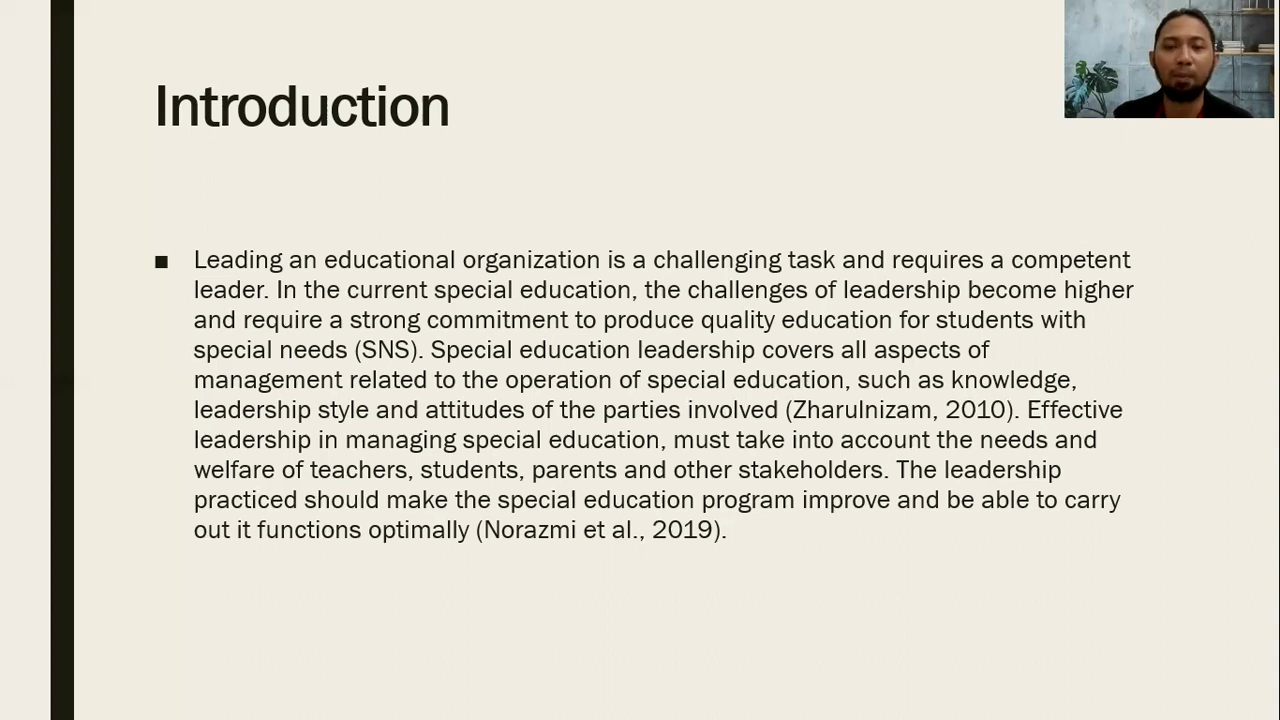 Introduction
■ Leading an educational organization is a challenging task and requires a competent
leader. In the current special education, the challenges of leadership become higher
and require a strong commitment to produce quality education for students with
special needs (SNS). Special education leadership covers all aspects of
management related to the operation of special education, such as knowledge,
leadership style and attitudes of the parties involved (Zharulnizam, 2010). Effective
leadership in managing special education, must take into account the needs and
welfare of teachers, students, parents and other stakeholders. The leadership
practiced should make the special education program improve and be able to carry
out it functions optimally (Norazmi et al., 2019).